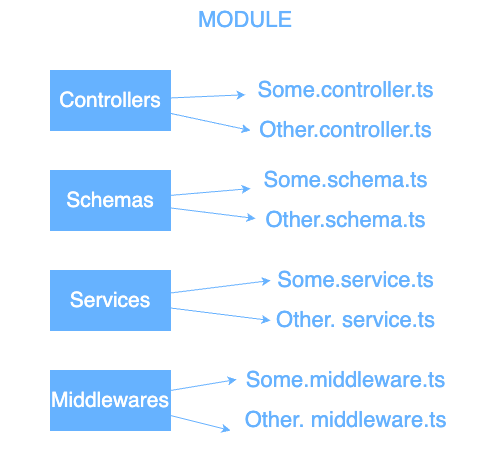 MODULE
Controllers
Some.controller.ts
Other.controller.ts
Schemas
Some.schema.ts
Other.schema.ts
Services
Some.service.ts
Other. service.ts
Middlewares
Some.middleware.ts
Other. middleware.ts